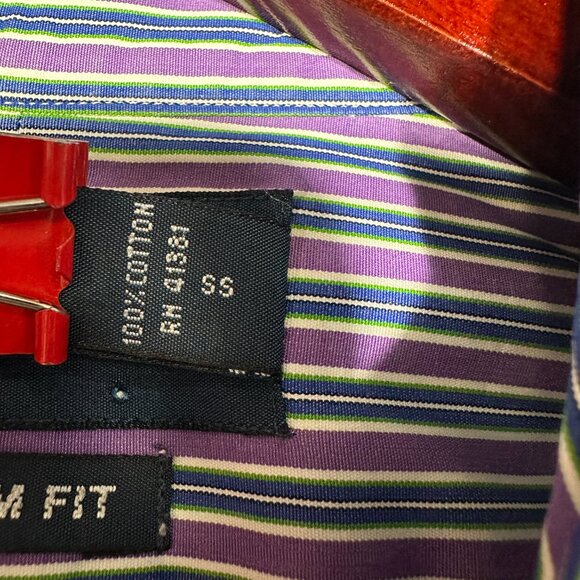 100% COTTON
RN 41381
SS
M FIT